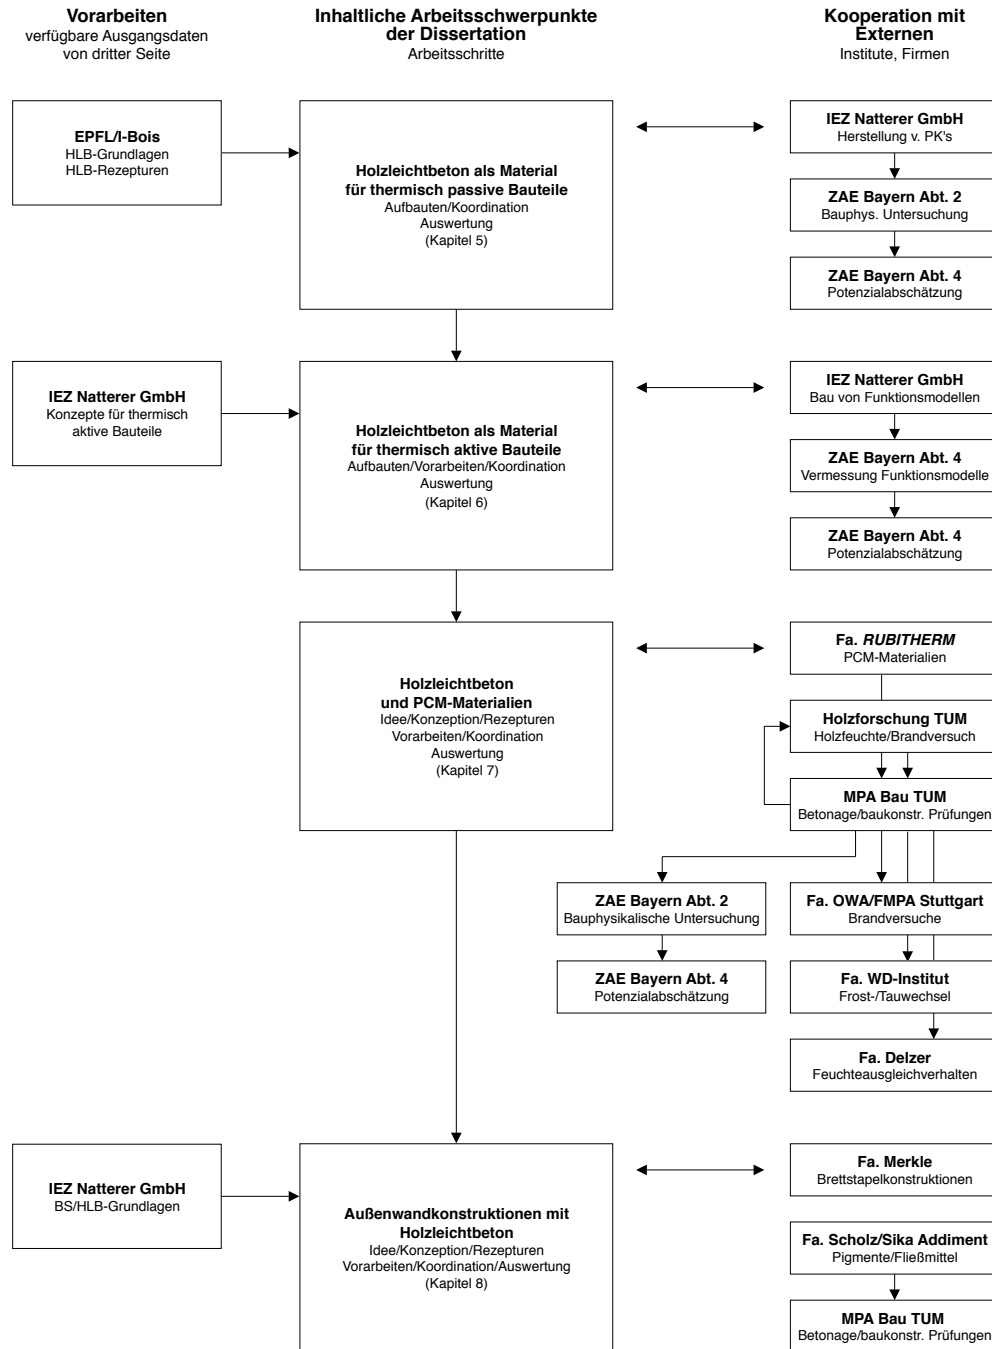 Vorarbeiten
verfügbare Ausgangsdaten
von dritter Seite
Inhaltliche Arbeitsschwerpunkte
der Dissertation
Arbeitsschritte
Kooperation mit
Externen
Institute, Firmen
EPFL/I-Bois
HLB-Grundlagen
HLB-Rezepturen
Holzleichtbeton als Material
für thermisch passive Bauteile
Aufbauten/Koordination
Auswertung
(Kapitel 5)
IEZ Natterer GmbH
Herstellung v. PK's
ZAE Bayern Abt. 2
Bauphys. Untersuchung
ZAE Bayern Abt. 4
Potenzialabschätzung
IEZ Natterer GmbH
Konzepte für thermisch
aktive Bauteile
Holzleichtbeton als Material
für thermisch aktive Bauteile
Aufbauten/Vorarbeiten/Koordination
Auswertung
(Kapitel 6)
IEZ Natterer GmbH
Bau von Funktionsmodellen
ZAE Bayern Abt. 4
Vermessung Funktionsmodelle
ZAE Bayern Abt. 4
Potenzialabschätzung
Holzleichtbeton
und PCM-Materialien
Idee/Konzeption/Rezepturen
Vorarbeiten/Koordination
Auswertung
(Kapitel 7)
Fa. RUBITHERM
PCM-Materialien
Holzforschung TUM
Holzfeuchte/Brandversuch
MPA Bau TUM
Betonage/baukonstr. Prüfungen
ZAE Bayern Abt. 2
Bauphysikalische Untersuchung
ZAE Bayern Abt. 4
Potenzialabschätzung
Fa. OWA/FMPA Stuttgart
Brandversuche
Fa. WD-Institut
Frost-/Tauwechsel
Fa. Delzer
Feuchteausgleichverhalten
IEZ Natterer GmbH
BS/HLB-Grundlagen
Außenwandkonstruktionen mit
Holzleichtbeton
Idee/Konzeption/Rezepturen
Vorarbeiten/Koordination/Auswertung
(Kapitel 8)
Fa. Merkle
Brettstapelkonstruktionen
Fa. Scholz/Sika Addiment
Pigmente/Fließmittel
MPA Bau TUM
Betonage/baukonstr. Prüfungen